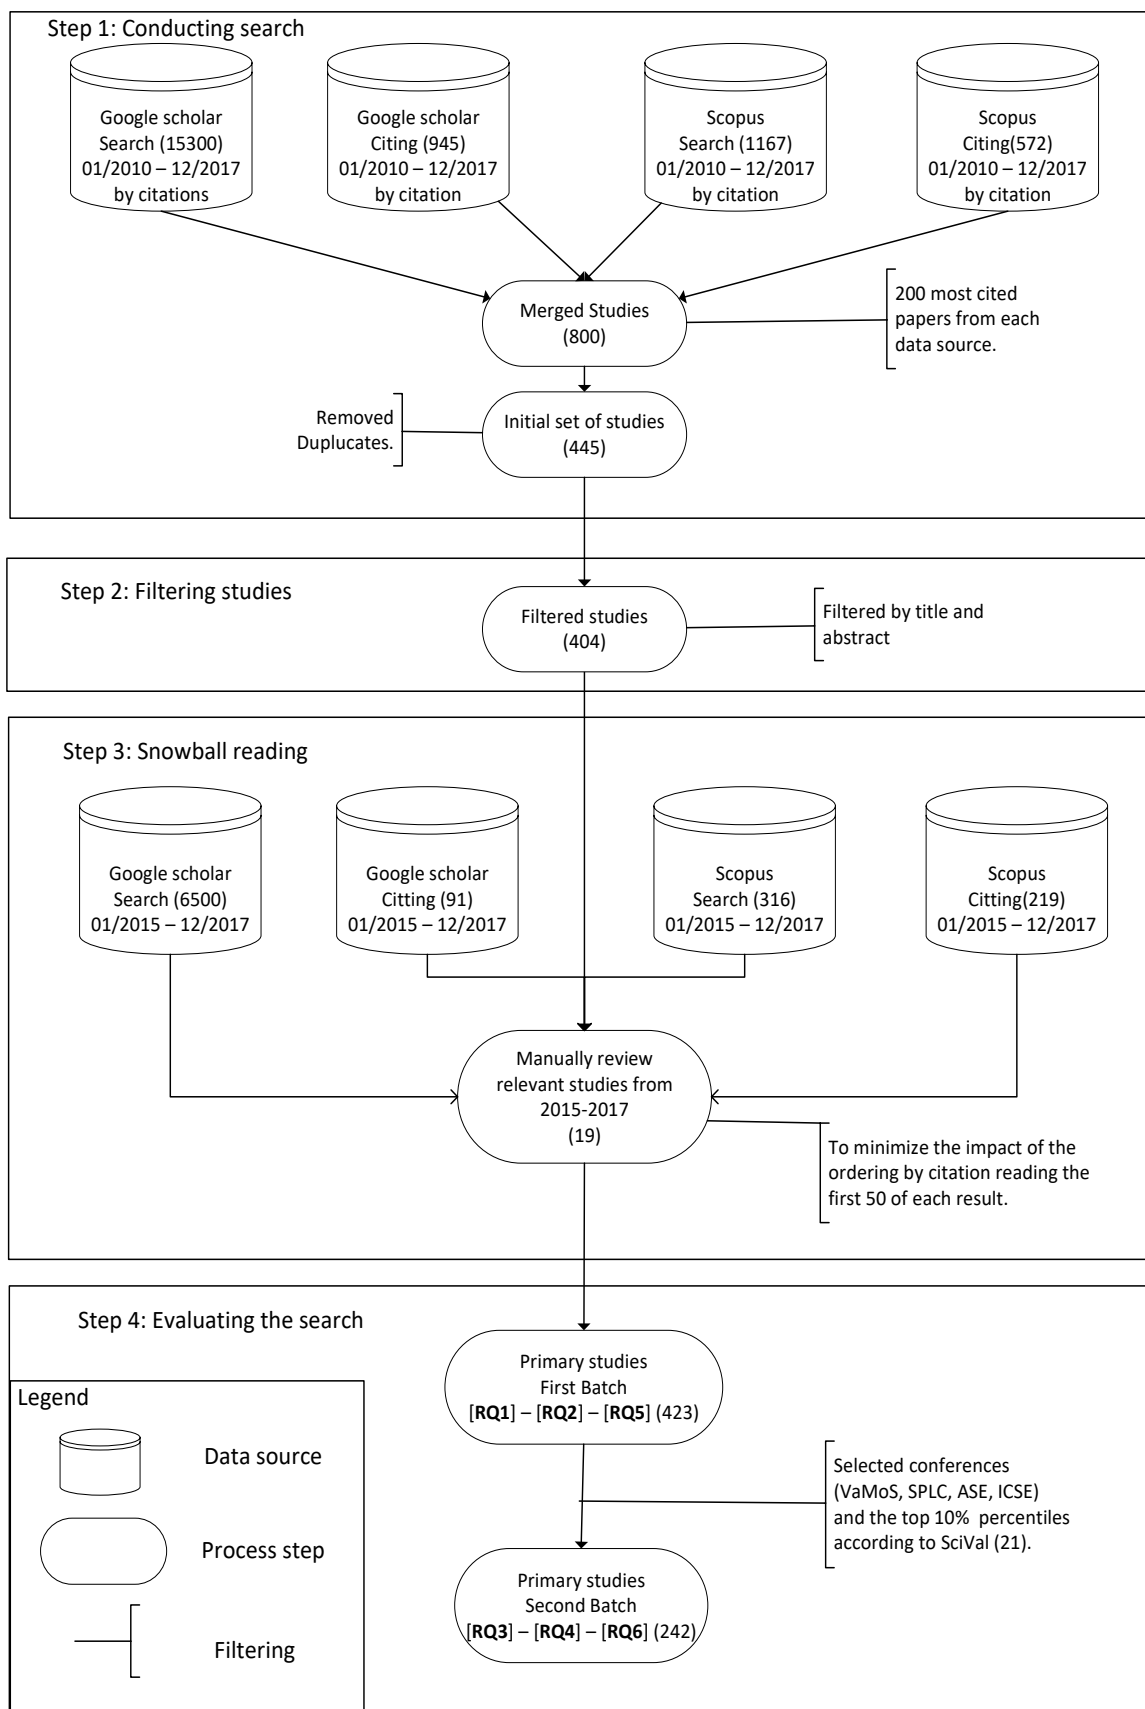 Step 1: Conducting search
Google scholar
Search (15300)
01/2010 – 12/2017
by citations
Google scholar
Citing (945)
01/2010 – 12/2017
by citation
Scopus
Search (1167)
01/2010 – 12/2017
by citation
Scopus
Citing(572)
01/2010 – 12/2017
by citation
Merged Studies
(800)
200 most cited
papers from each
data source.
Removed
Duplucates.
Initial set of studies
(445)
Step 2: Filtering studies
Filtered studies
(404)
Filtered by title and
abstract
Step 3: Snowball reading
Google scholar
Search (6500)
01/2015 – 12/2017
Google scholar
Citting (91)
01/2015 – 12/2017
Scopus
Search (316)
01/2015 – 12/2017
Scopus
Citting(219)
01/2015 – 12/2017
Manually review
relevant studies from
2015-2017
(19)
To minimize the impact of the
ordering by citation reading the
first 50 of each result.
Step 4: Evaluating the search
Primary studies
First Batch
[RQ1] – [RQ2] – [RQ5] (423)
Selected conferences
(VaMoS, SPLC, ASE, ICSE)
and the top 10% percentiles
according to SciVal (21).
Primary studies
Second Batch
[RQ3] – [RQ4] – [RQ6] (242)
Legend
Data source
Process step
Filtering